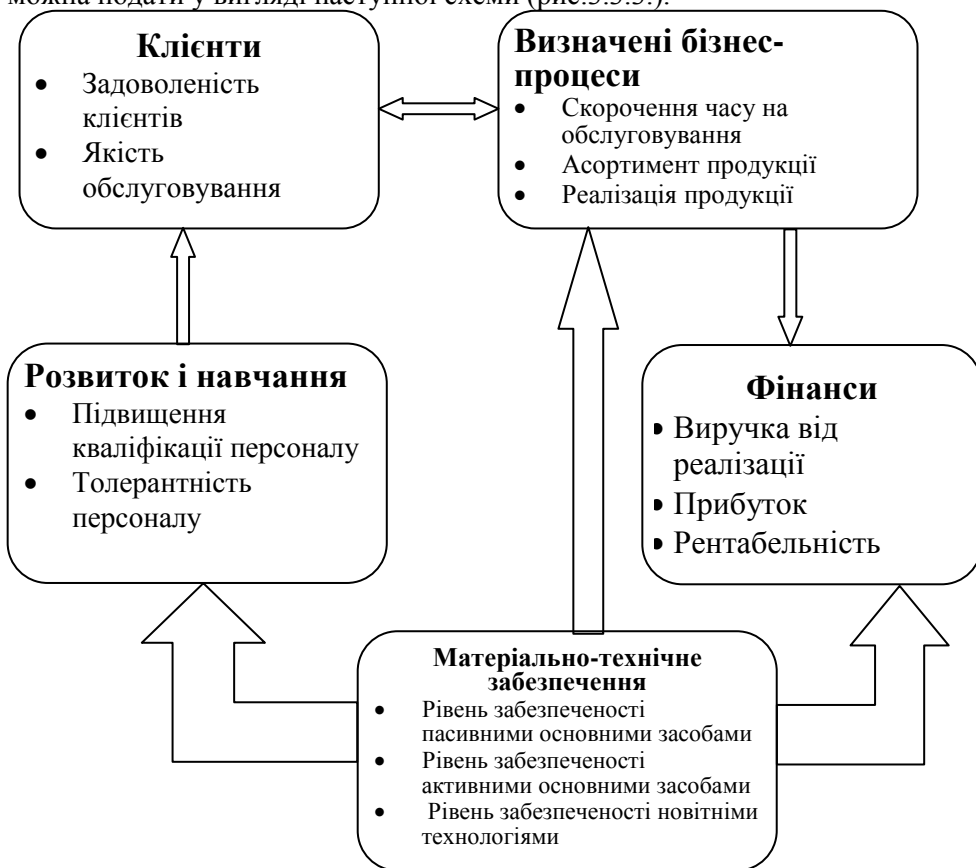 можна подати у вигляді наступної схеми (рис.3.3.3.).
Клієнти
• Задоволеність
клієнтів
• Якість
обслуговування
Визначені бізнес-
процеси
• Скорочення часу на
обслуговування
• Асортимент продукції
• Реалізація продукції
Розвиток і навчання
• Підвищення
кваліфікації персоналу
• Толерантність
персоналу
Фінанси
• Виручка від
реалізації
• Прибуток
• Рентабельність
Матеріально-технічне
забезпечення
• Рівень забезпеченості
пасивними основними засобами
• Рівень забезпеченості
активними основними засобами
• Рівень забезпеченості новітніми
технологіями